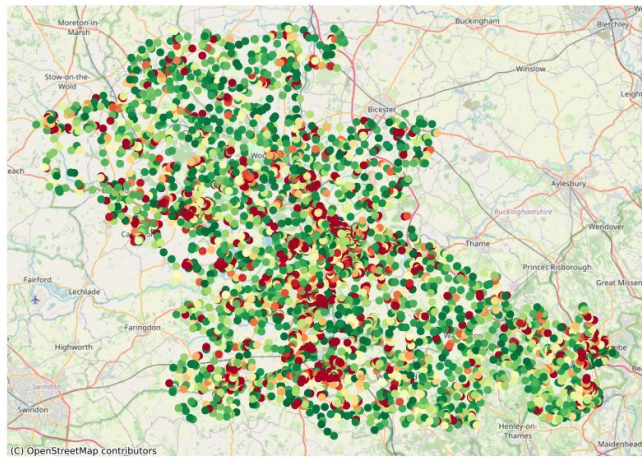 Moreton-in-
Marsh
Buckingham
Bletchley
Stow-on-the-
Wold
Winslow
Bicester
Aylesbury
Buckinghamshire
Wendover
Thame
Princes Risborough
Great Missen
Fairford
Lechlade
Faringdon
Highworth
Swindon
Swindon
Henley-on-
Thames
Maidenhead
(C) OpenStreetMap contributors